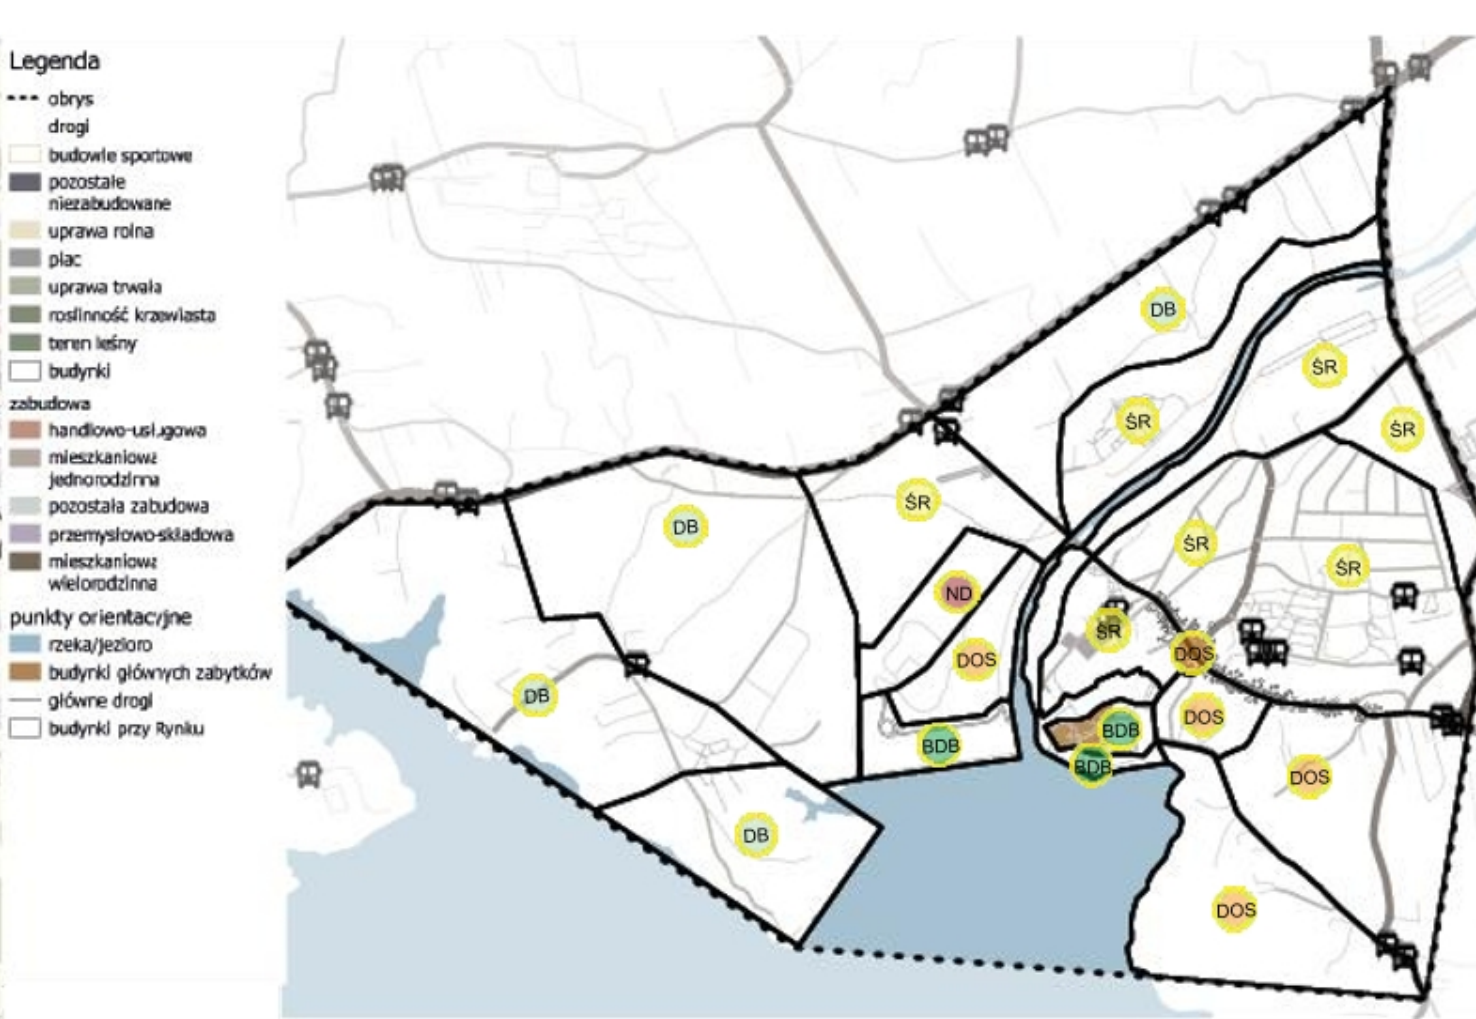 Legenda
obrys
drogi
budowle sportowe
pozostałe
niezabudowane
uprawa rolna
plac
uprawa trwała
roślinność krzewiasta
teren leśny
budynki
zabudowa
handlowo-usługowa
mieszkaniowa
jednorodzinna
pozostała zabudowa
przemysłowo-składowa
mieszkaniowa
wielorodzinna
punkty orientacyjne
rzeka/jezioro
budynki głównych zabytków
główne drogi
budynki przy Rynku
DB
ŚR
ŚR
ŚR
ŚR
DB
ŚR
ŚR
ND
ŚR
DOS
DOS
DB
DOS
BDB
BDB
BDB
DOS
DB
DOS